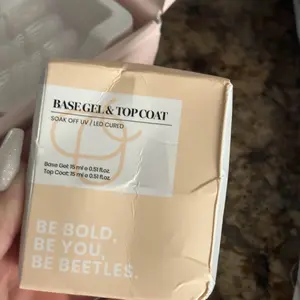 BASE GEL & TOP COAT
SOAK OFF UV / LED CURED
Base Gel: 15 ml e 0.51 fl.oz.
Top Coat: 15 ml e 0.51 fl.oz.
BE BOLD,
BE YOU,
BE BEETLES.